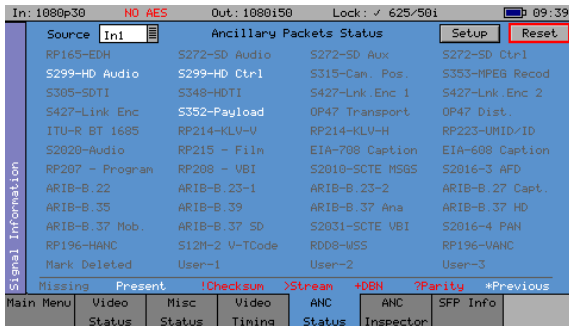 In: 1080p30 NO AES Out: 1080i50 Lock: ✓ 625/50i 09:39
Source In1 Ancillary Packets Status Setup Reset
RP165-EDH S272-SD Audio S272-SD Aux S272-SD Ctrl
S299-HD Audio S299-HD Ctrl S315-Cam. Pos. S353-MPEG Recod
S305-SDTI S348-HDTI S427-Lnk.Enc 1 S427-Lnk.Enc 2
S427-Link Enc S352-Payload OP47 Transport OP47 Dist.
ITU-R BT 1685 RP214-KLV-V RP214-KLV-H RP223-UMID/ID
S2020-Audio RP215 - Film EIA-708 Caption EIA-608 Caption
RP207 - Program RP208 - VBI S2010-SCTE MSGS S2016-3 AFD
ARIB-B.22 ARIB-B.23-1 ARIB-B.23-2 ARIB-B.27 Capt.
ARIB-B.35 ARIB-B.39 ARIB-B.37 Ana ARIB-B.37 HD
ARIB-B.37 Mob. ARIB-B.37 SD S2031-SCTE VBI S2016-4 PAN
RP196-HANC S12M-2 V-TCode RDD8-WSS RP196-VANC
Mark Deleted User-1 User-2 User-3
Missing Present !Checksum >Stream +DBN ?Parity *Previous
Signal Information
Main Menu Video Status Misc Status Video Timing ANC Status ANC Inspector SFP Info